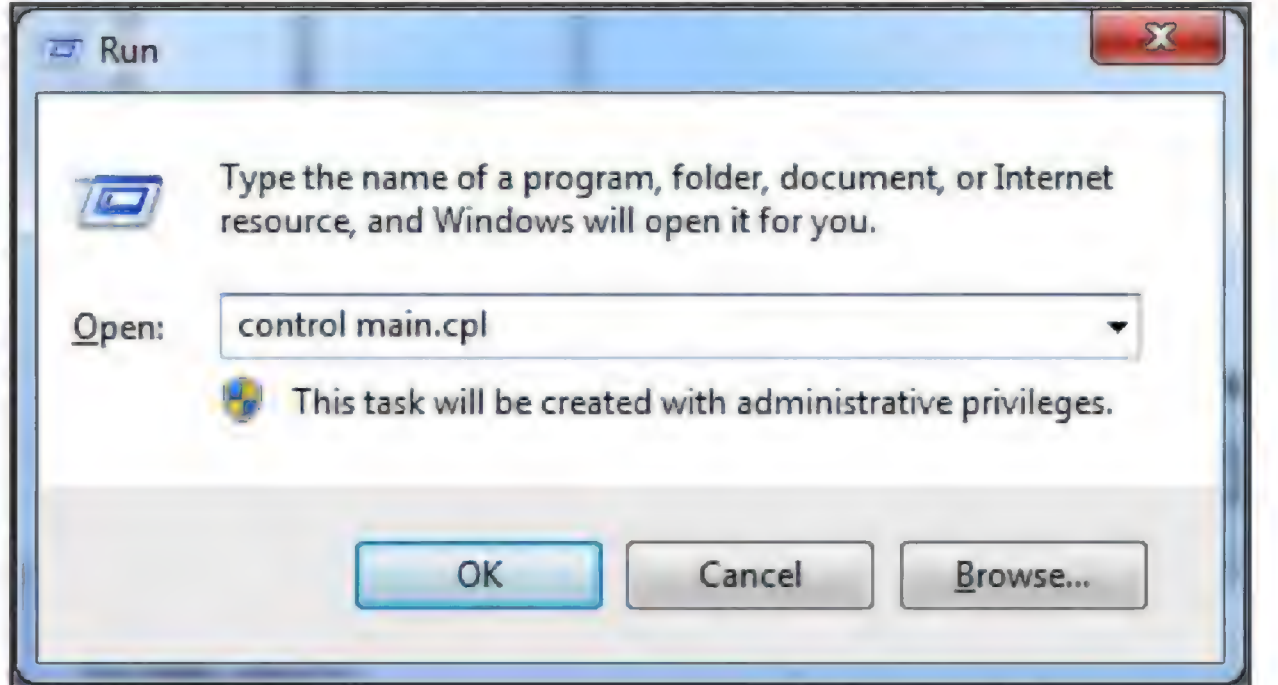 Run
Type the name of a program, folder, document, or Internet
resource, and Windows will open it for you.
Open:
control main.cpl
This task will be created with administrative privileges.
OK
Cancel
Browse...